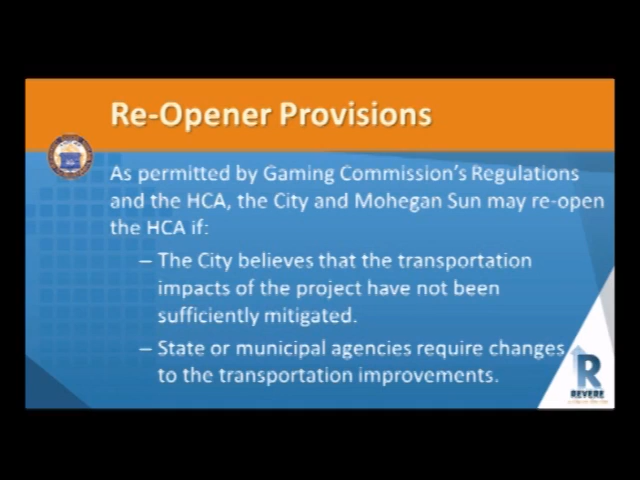 Re-Opener Provisions
As permitted by Gaming Commission's Regulations
and the HCA, the City and Mohegan Sun may re-open
the HCA if:
– The City believes that the transportation
impacts of the project have not been
sufficiently mitigated.
– State or municipal agencies require changes
to the transportation improvements.
R
REVERE